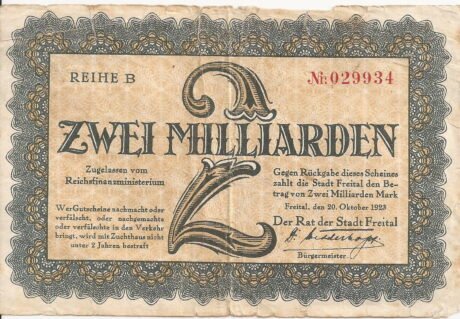 REIHE B
№ 029934
2
ZWEI MILLIARDEN
Zugelassen vom
Reichsfinanzministerium
Wer Gutscheine nachmacht oder
verfälscht, oder nachgemachte
oder verfälschte in den Verkehr
bringt, wird mit Zuchthaus nicht
unter 2 Jahren bestraft
Gegen Rückgabe dieses Scheines
zahlt die Stadt Freital den Be-
trag von Zwei Milliarden Mark
Freital, den 20. Oktober 1923
Der Rat der Stadt Freital
Bürgermeister